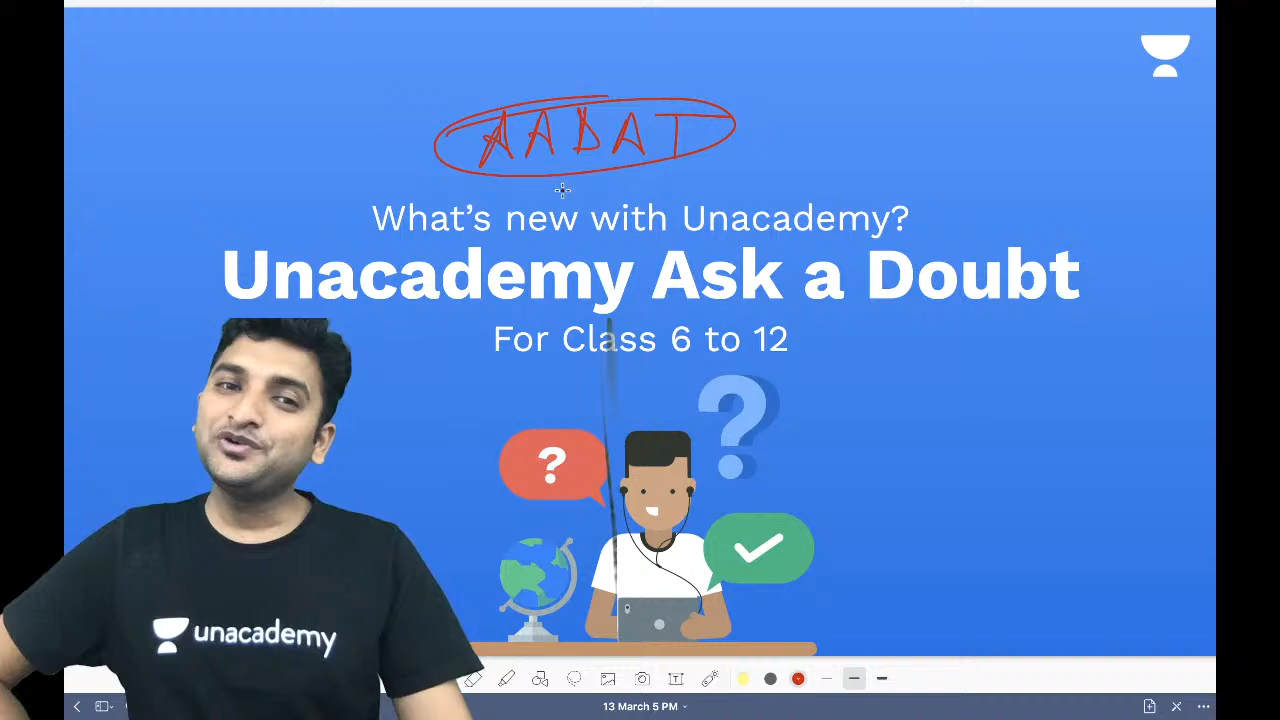 AADAT
What's new with Unacademy?
Unacademy Ask a Doubt
For Class 6 to 12
?
?
unacademy
T
13 March 5 PM